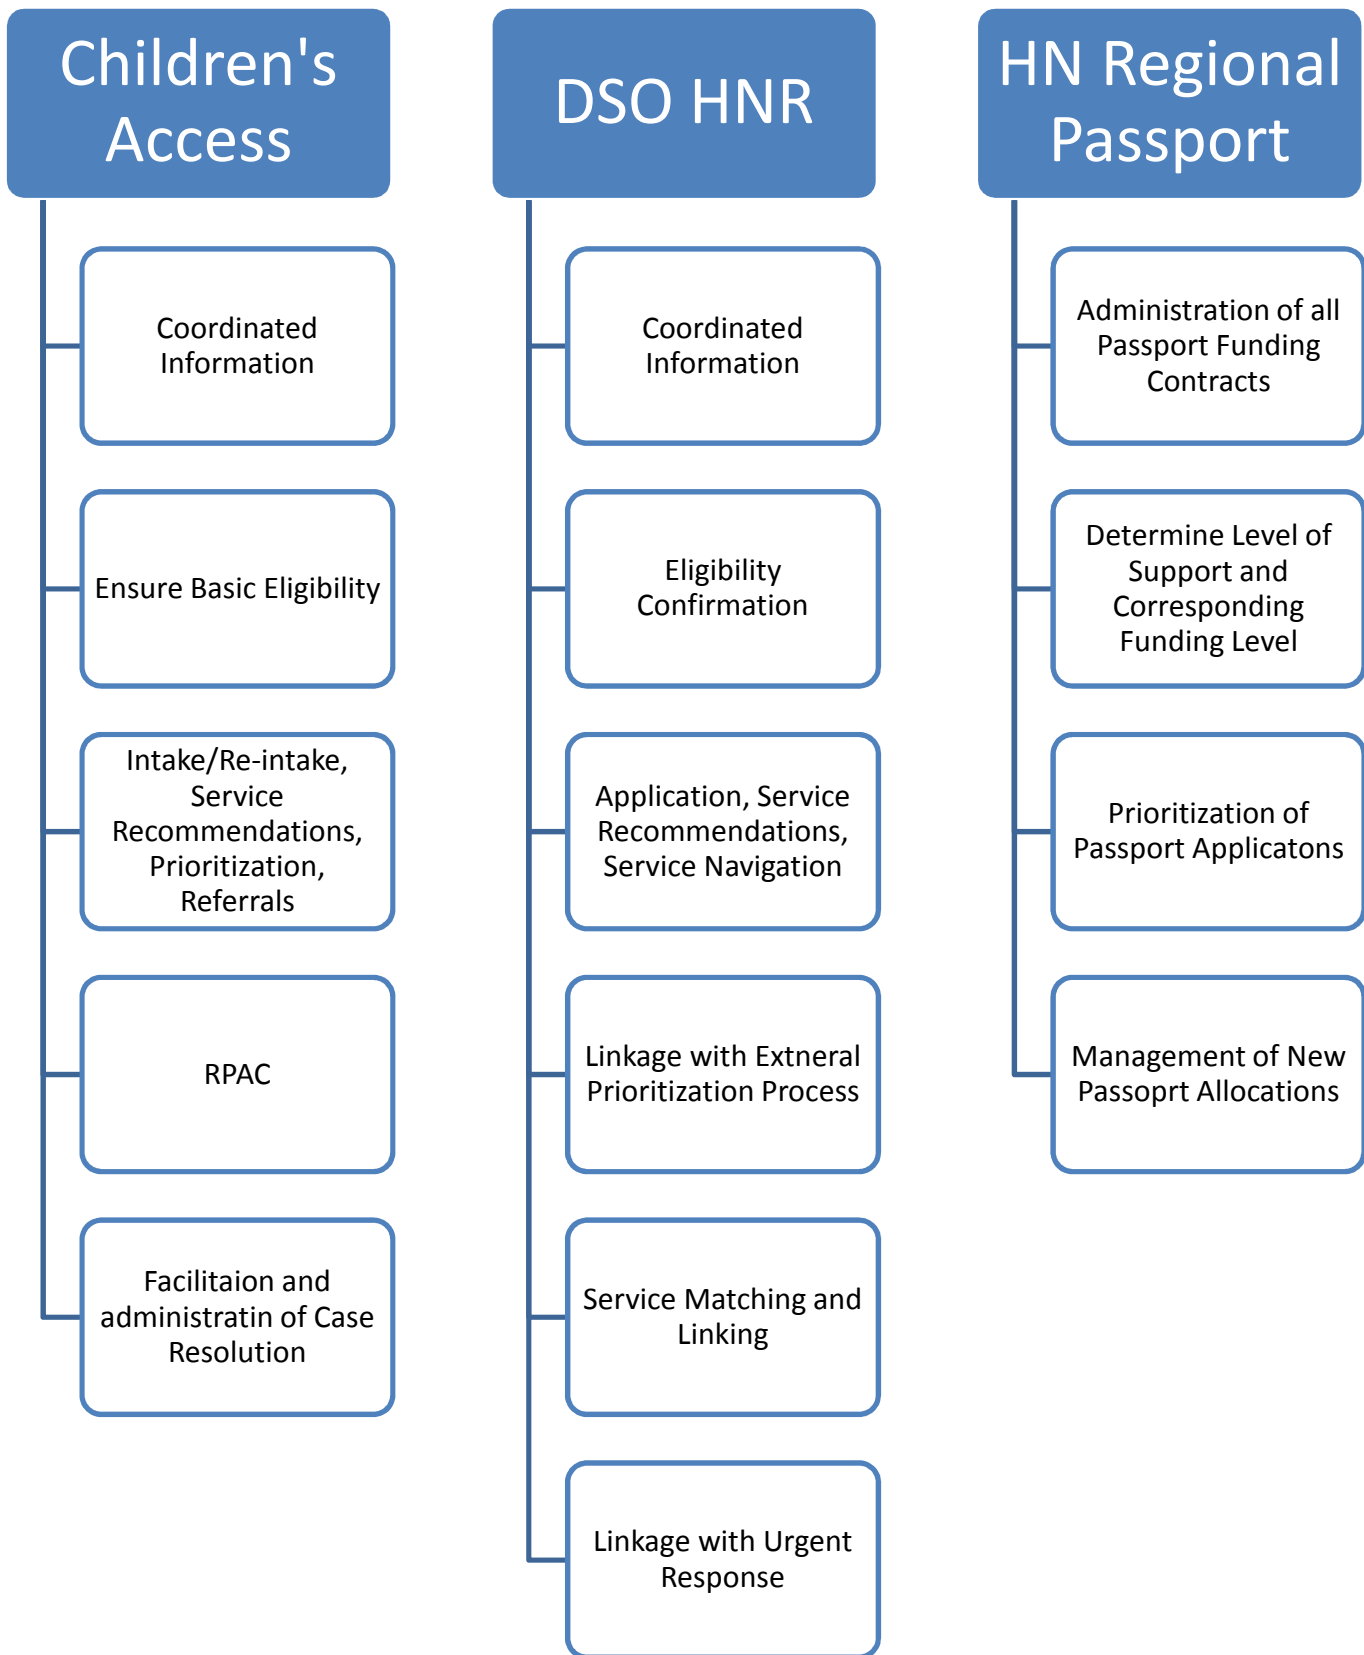 Children's
Access
Coordinated
Information
Ensure Basic Eligibility
Intake/Re-intake,
Service
Recommendations,
Prioritization,
Referrals
RPAC
Facilitaion and
administratin of Case
Resolution
DSO HNR
Coordinated
Information
Eligibility
Confirmation
Application, Service
Recommendations,
Service Navigation
Linkage with Extneral
Prioritization Process
Service Matching and
Linking
Linkage with Urgent
Response
HN Regional
Passport
Administration of all
Passport Funding
Contracts
Determine Level of
Support and
Corresponding
Funding Level
Prioritization of
Passport Applicatons
Management of New
Passoprt Allocations